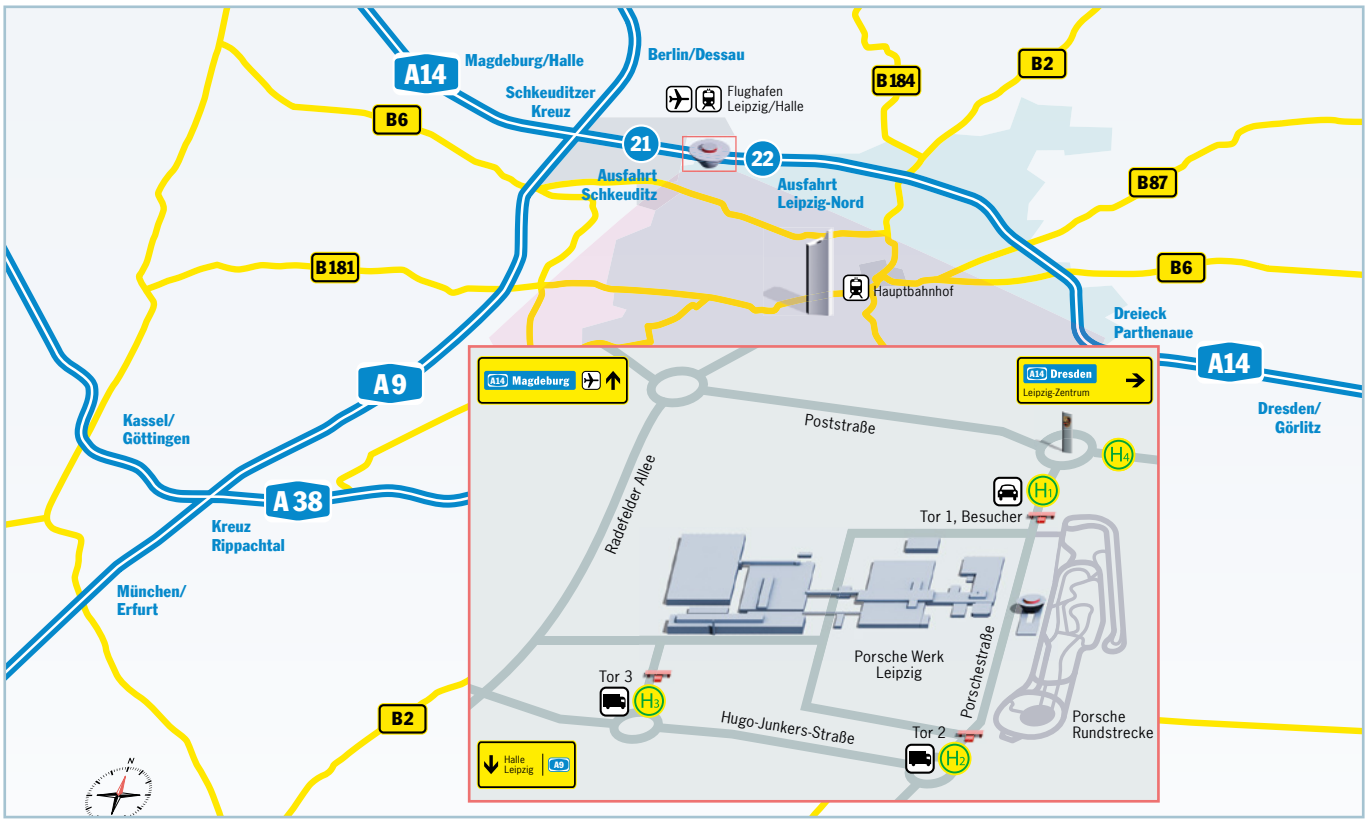 A14
Magdeburg/Halle
Berlin/Dessau
Schkeuditzer
Kreuz
Flughafen
Leipzig/Halle
B 184
B2
B6
21
22
Ausfahrt
Schkeuditz
Ausfahrt
Leipzig-Nord
B87
B181
B6
Hauptbahnhof
Dreieck
Parthenaue
A14
A9
Dresden/
Görlitz
Kassel/
Göttingen
A 38
Kreuz
Rippachtal
München/
Erfurt
B2
N
A14 Magdeburg
A14 Dresden
Leipzig-Zentrum
Poststraße
H4
Radefelder Allee
H1
Tor 1, Besucher
Porsche Werk
Leipzig
Porschestraße
Tor 3
H3
Hugo-Junkers-Straße
Tor 2
H2
Porsche
Rundstrecke
Halle
Leipzig
A9